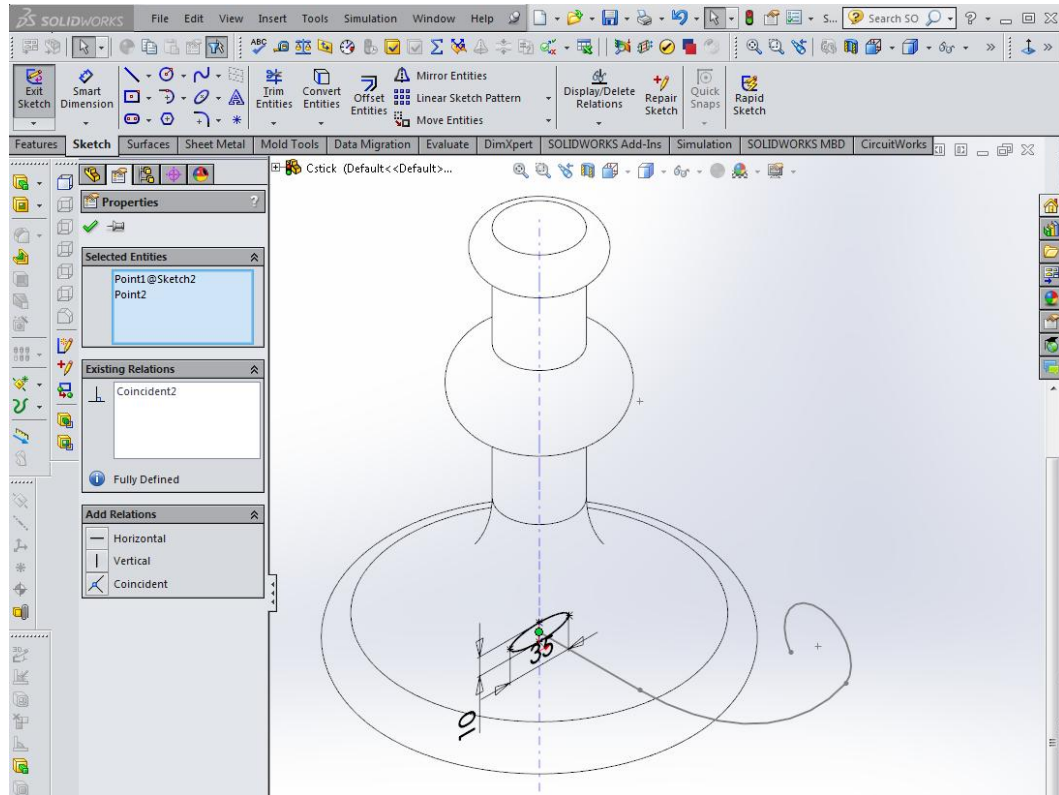 SOLIDWORKS File Edit View Insert Tools Simulation Window Help S... Search SO
Exit Sketch
Smart Dimension
Trim Entities
Convert Entities
Offset Entities
Mirror Entities
Linear Sketch Pattern
Move Entities
Display/Delete Relations
Repair Sketch
Quick Snaps
Rapid Sketch
Features Sketch Surfaces Sheet Metal Mold Tools Data Migration Evaluate DimXpert SOLIDWORKS Add-Ins Simulation SOLIDWORKS MBD CircuitWorks
Cstick (Default<<Default>...
Properties ?
Selected Entities
Point1@Sketch2
Point2
Existing Relations
Coincident2
Fully Defined
Add Relations
Horizontal
Vertical
Coincident
35
10